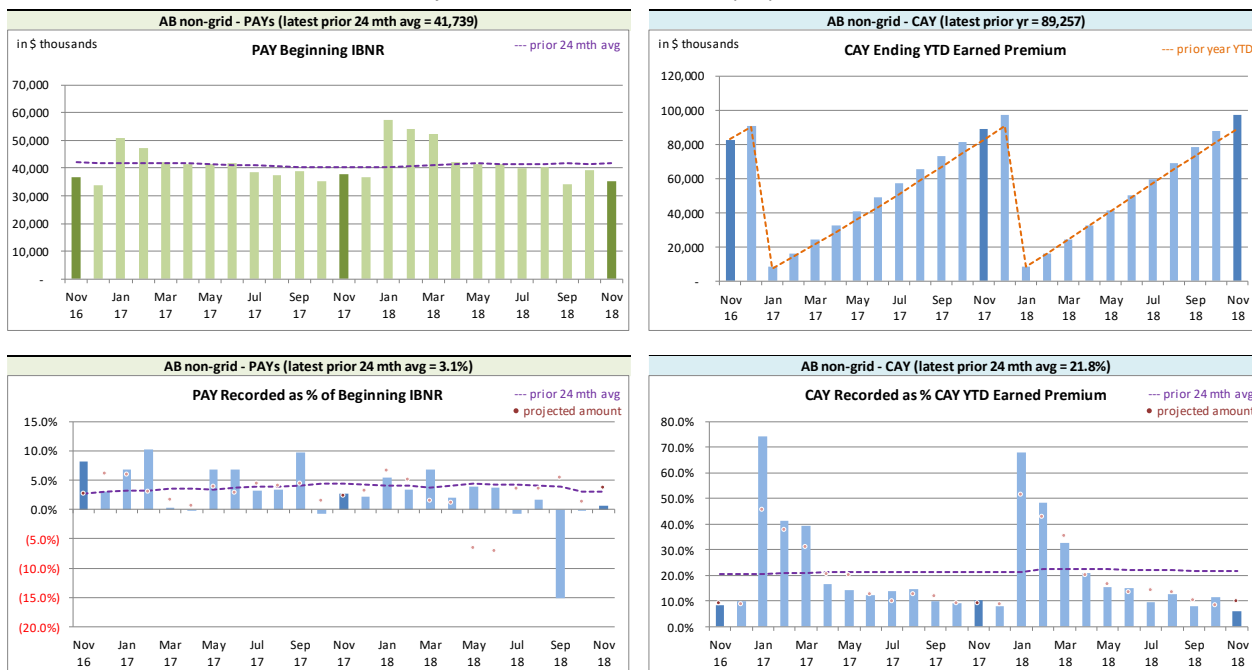 AB non-grid - PAYs (latest prior 24 mth avg = 41,739)
in $ thousands
PAY Beginning IBNR
--- prior 24 mth avg
70,000
60,000
50,000
40,000
30,000
20,000
10,000
-
Nov Jan Mar May Jul Sep Nov Jan Mar May Jul Sep Nov
16 17 17 17 17 17 17 18 18 18 18 18 18
AB non-grid - CAY (latest prior yr = 89,257)
in $ thousands
CAY Ending YTD Earned Premium
--- prior year YTD
120,000
100,000
80,000
60,000
40,000
20,000
-
Nov Jan Mar May Jul Sep Nov Jan Mar May Jul Sep Nov
16 17 17 17 17 17 17 18 18 18 18 18 18
AB non-grid - PAYs (latest prior 24 mth avg = 3.1%)
PAY Recorded as % of Beginning IBNR
--- prior 24 mth avg
• projected amount
15.0%
10.0%
5.0%
0.0%
(5.0%)
(10.0%)
(15.0%)
(20.0%)
Nov Jan Mar May Jul Sep Nov Jan Mar May Jul Sep Nov
16 17 17 17 17 17 17 18 18 18 18 18 18
AB non-grid - CAY (latest prior 24 mth avg = 21.8%)
CAY Recorded as % CAY YTD Earned Premium
--- prior 24 mth avg
• projected amount
80.0%
70.0%
60.0%
50.0%
40.0%
30.0%
20.0%
10.0%
0.0%
Nov Jan Mar May Jul Sep Nov Jan Mar May Jul Sep Nov
16 17 17 17 17 17 17 18 18 18 18 18 18